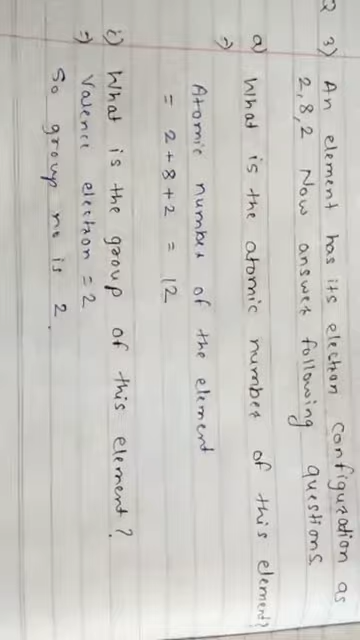 Q 3) An element has its election configuration as
2,8,2 Now answer following questions
a) What is the atomic number of this element?
⇒
Atomic number of the element
= 2+8+2 = 12
i) What is the group of this element?
⇒ Valence election = 2
So group no is 2.